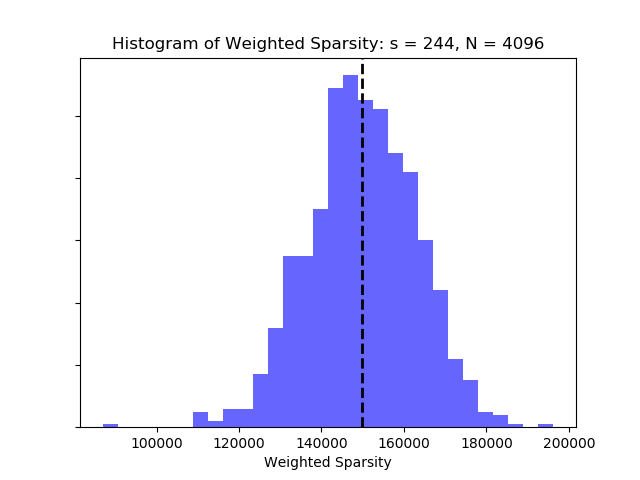 Histogram of Weighted Sparsity: s = 244, N = 4096
100000 120000 140000 160000 180000 200000
Weighted Sparsity